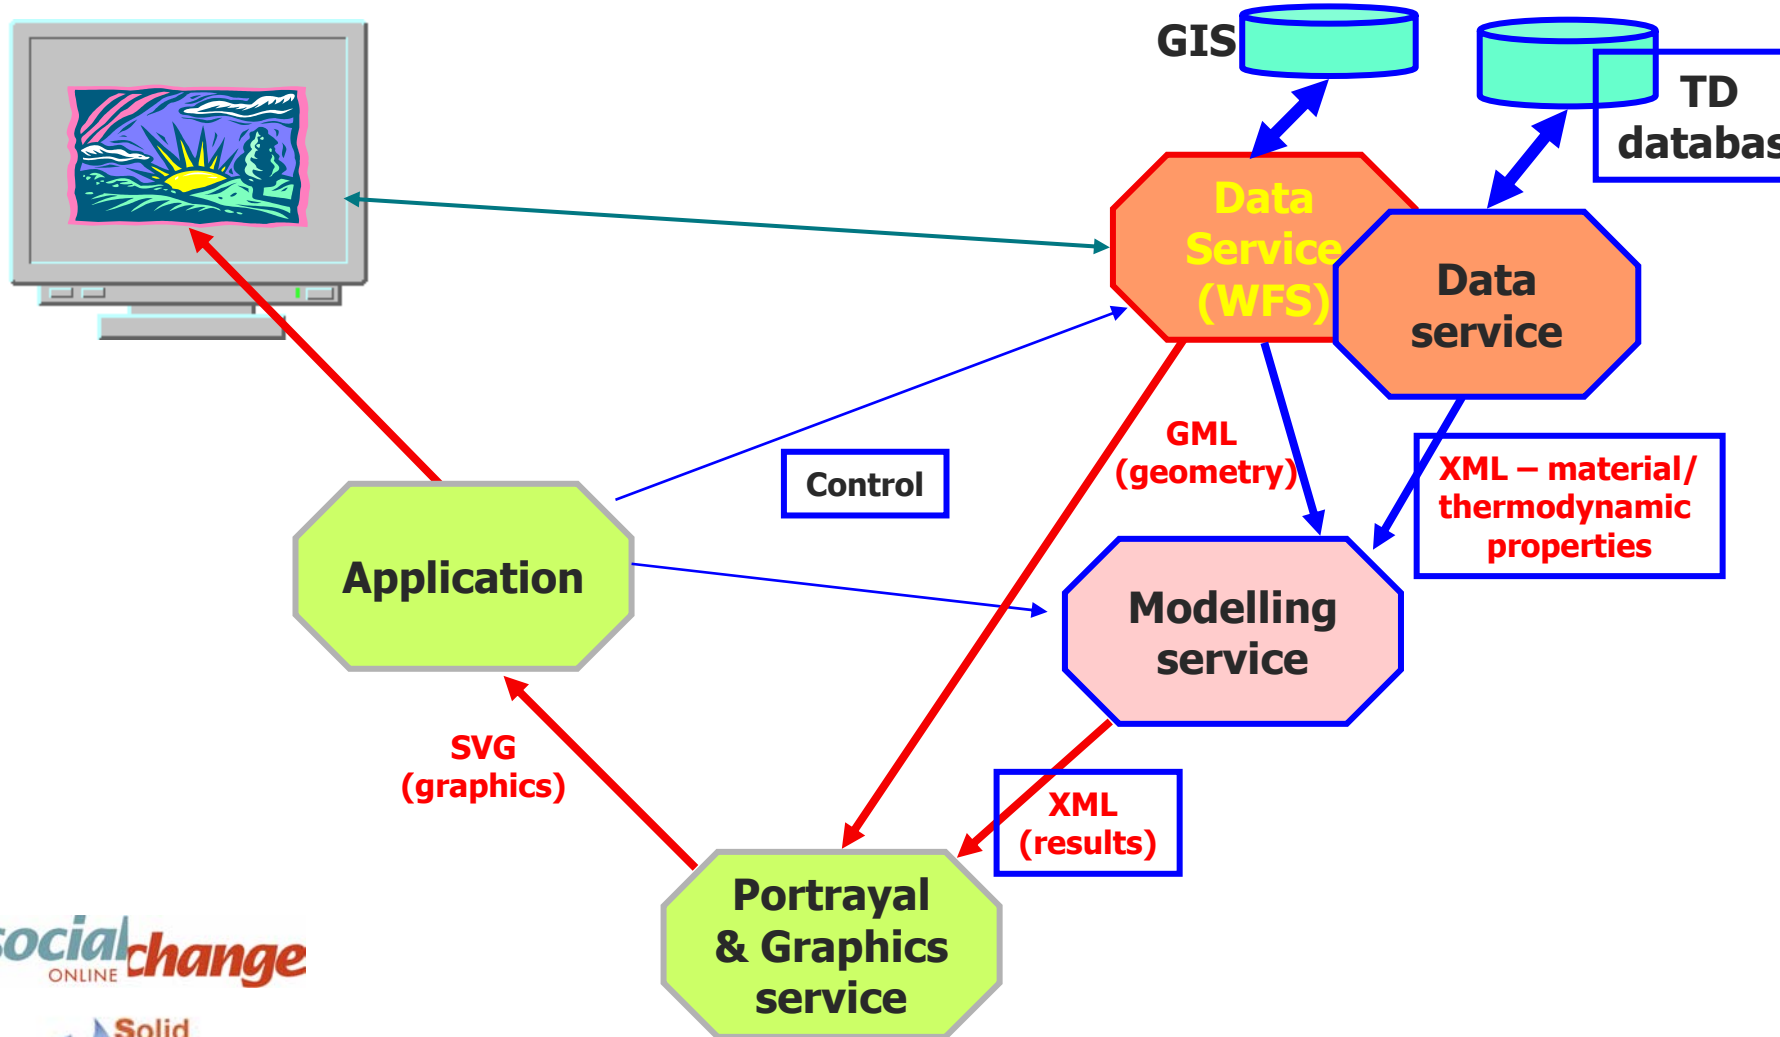 GIS
TD
databas
Data
Service
(WFS)
Data
service
GML
(geometry)
Control
XML – material/
thermodynamic
properties
Application
Modelling
service
SVG
(graphics)
XML
(results)
Portrayal
& Graphics
service
social change
ONLINE
Solid